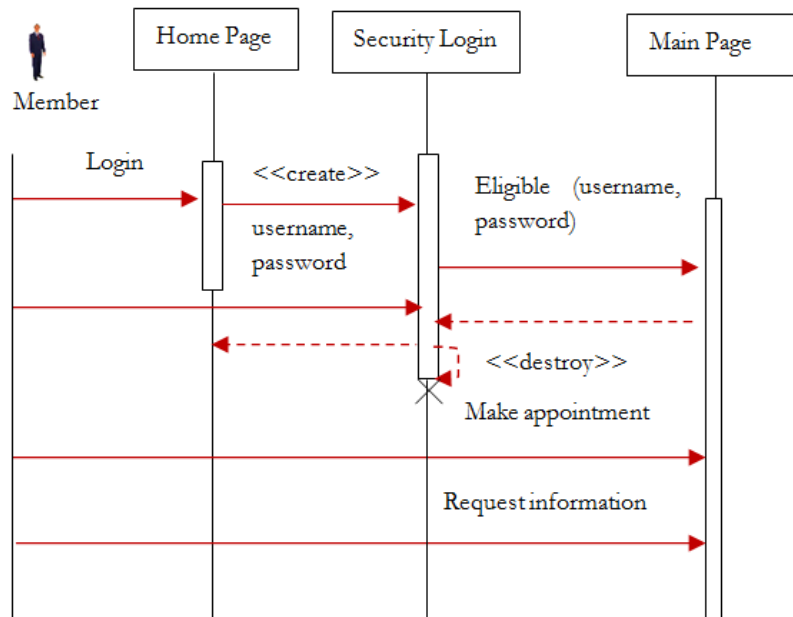 Home Page
Security Login
Main Page
Member
Login
<<create>>
Eligible (username,
password)
username,
password
<<destroy>>
Make appointment
Request information